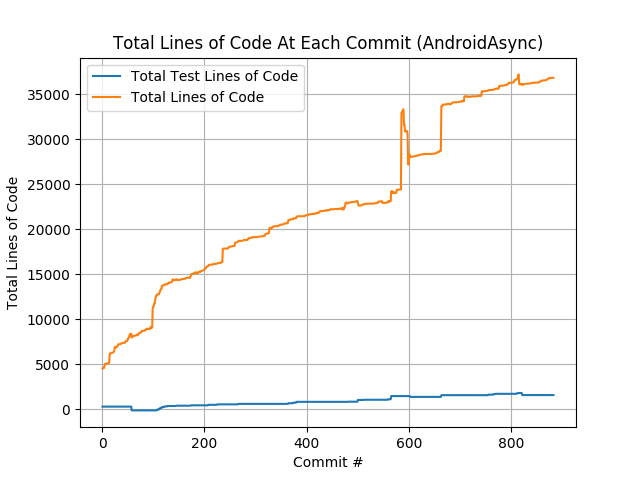 Total Lines of Code At Each Commit (AndroidAsync)
Total Test Lines of Code
Total Lines of Code
Total Lines of Code
35000
30000
25000
20000
15000
10000
5000
0
0 200 400 600 800
Commit #